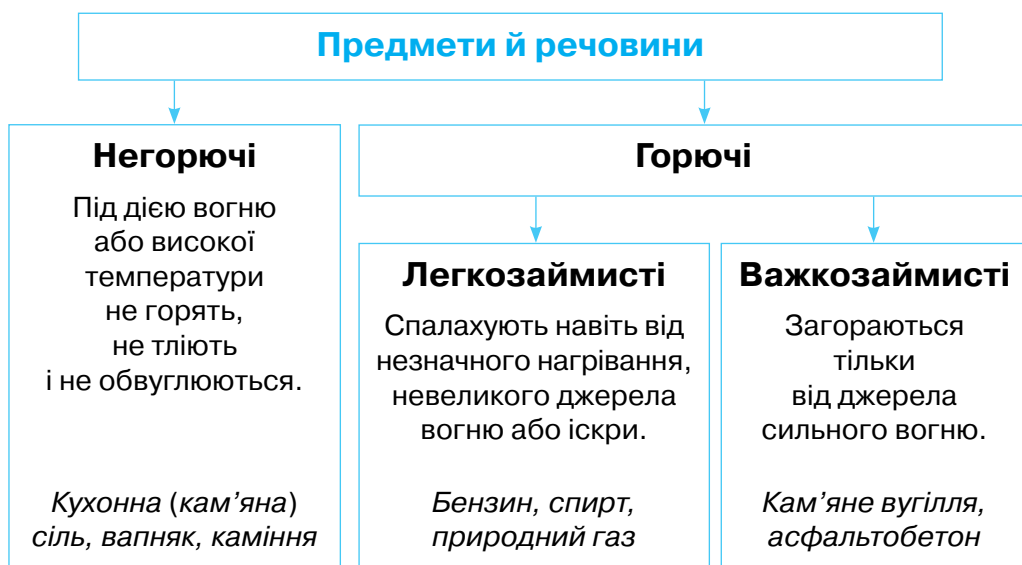 Предмети й речовини
Негорючі
Під дією вогню
або високої
температури
не горять,
не тліють
і не обвуглюються.
Кухонна (кам’яна)
сіль, вапняк, каміння
Горючі
Легкозаймисті
Спалахують навіть від
незначного нагрівання,
невеликого джерела
вогню або іскри.
Бензин, спирт,
природний газ
Важкозаймисті
Загораються
тільки
від джерела
сильного вогню.
Кам’яне вугілля,
асфальтобетон